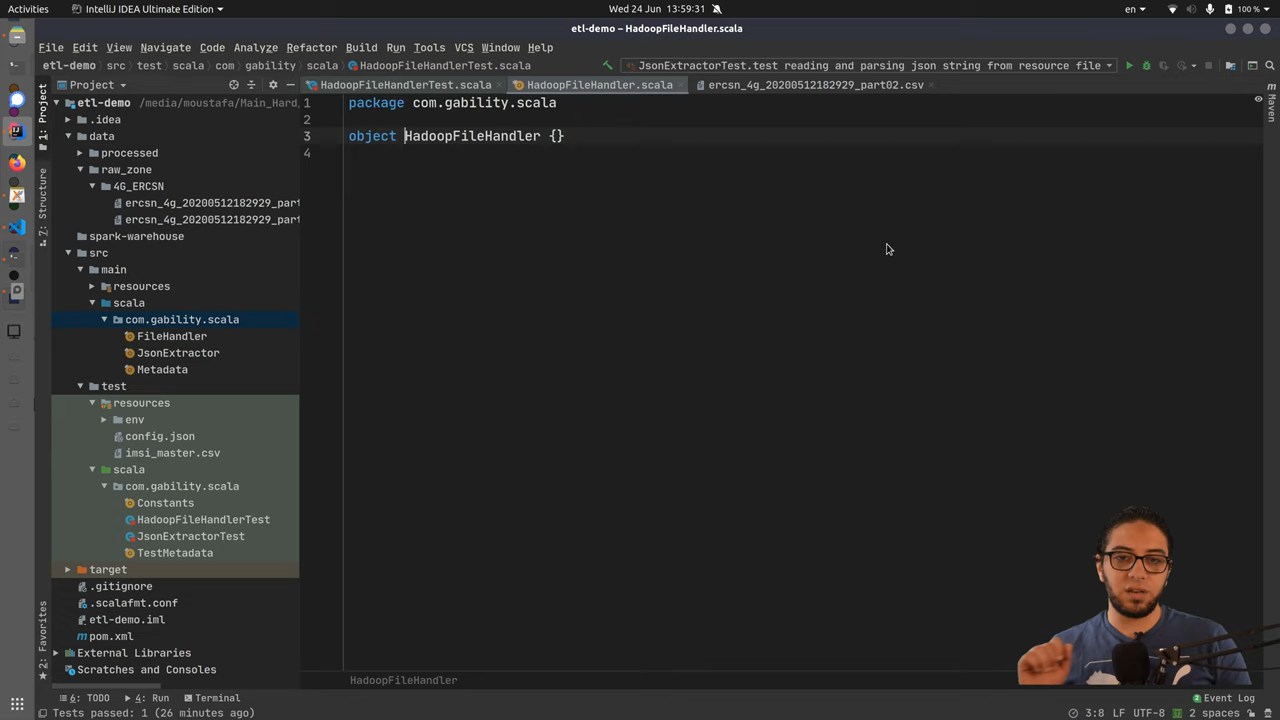 Activities
IntelliJ IDEA Ultimate Edition
Wed 24 Jun 13:59:31
en
100 %
etl-demo – HadoopFileHandler.scala
File Edit View Navigate Code Analyze Refactor Build Run Tools VCS Window Help
etl-demo src test scala com gability scala HadoopFileHandlerTest.scala
JsonExtractorTest.test reading and parsing json string from resource file
Project
HadoopFileHandlerTest.scala
HadoopFileHandler.scala
ercsn_4g_20200512182929_part02.csv
1: Project
7: Structure
2: Favorites
Maven
etl-demo /media/moustafa/Main_Hard
.idea
data
processed
raw_zone
4G_ERCSN
ercsn_4g_20200512182929_part
ercsn_4g_20200512182929_part
spark-warehouse
src
main
resources
scala
com.gability.scala
FileHandler
JsonExtractor
Metadata
test
resources
env
config.json
imsi_master.csv
scala
com.gability.scala
Constants
HadoopFileHandlerTest
JsonExtractorTest
TestMetadata
target
.gitignore
.scalafmt.conf
etl-demo.iml
pom.xml
External Libraries
Scratches and Consoles
1 package com.gability.scala
2
3 object HadoopFileHandler {}
4
HadoopFileHandler
6: TODO
4: Run
Terminal
Event Log
Tests passed: 1 (26 minutes ago)
3:8 LF UTF-8 2 spaces